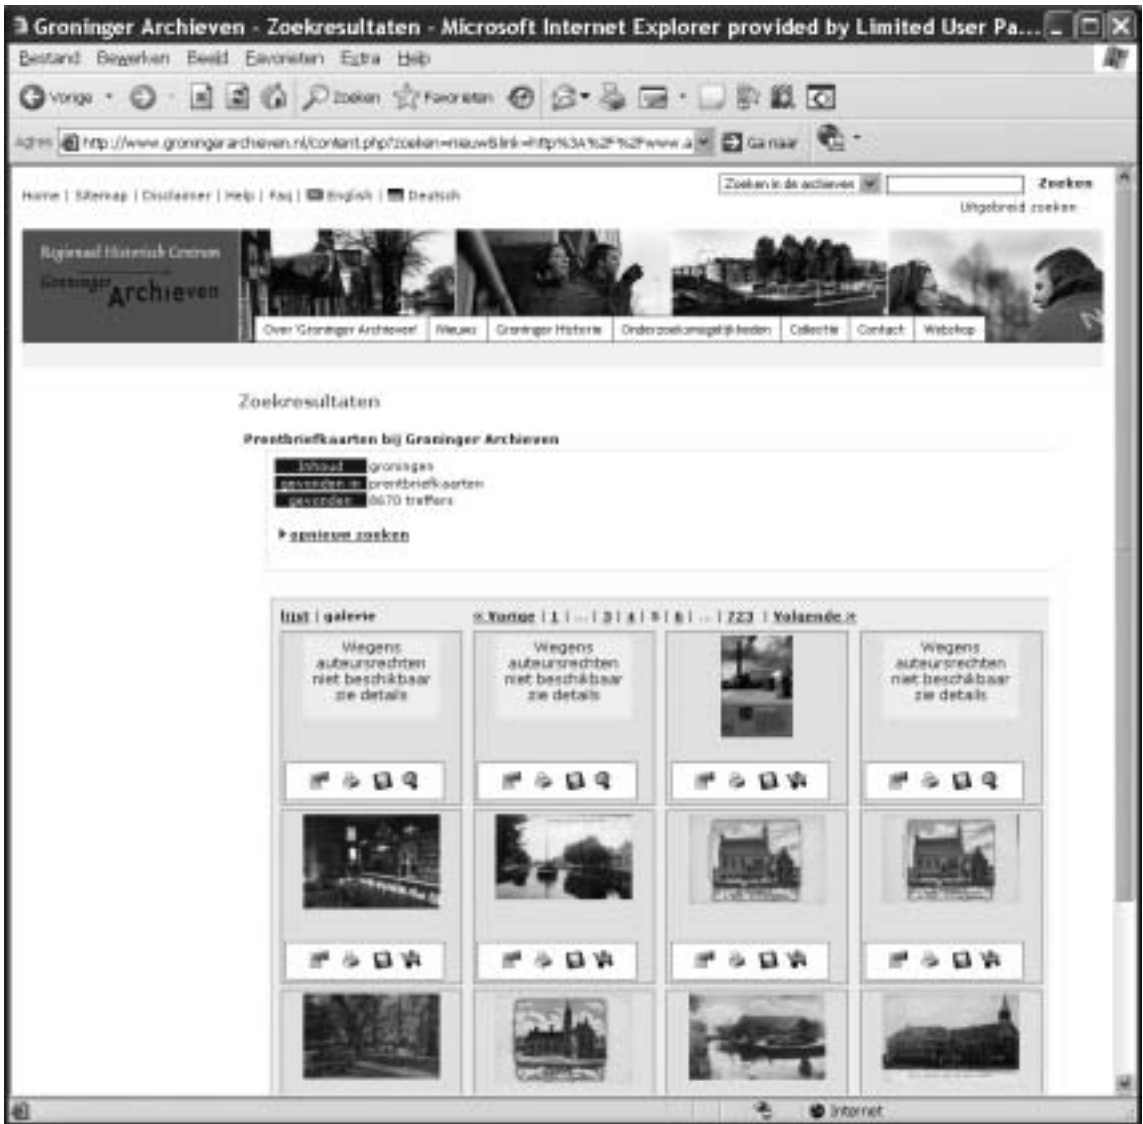 Groninger Archieven - Zoekresultaten - Microsoft Internet Explorer provided by Limited User Pa...
Bestand Bewerken Beeld Favorieten Extra Help
Vorige Zoeken Favorieten
Adres http://www.groningerarchieven.nl/content.php?zoeken=nieuw&link=http%3A%2F%2Fwww.a Ga naar
Zoeken in de archieven Zoeken
Home | Sitemap | Disclaimer | Help | Faq | English | Deutsch
Uitgebreid zoeken
Regionaal Historisch Centrum
Groninger
Archieven
Over 'Groninger Archieven' Nieuws Groninger Historie Onderzoeksmogelijkheden Collectie Contact Webshop
Zoekresultaten
Prentbriefkaarten bij Groninger Archieven
Inhoud groningen
gevonden in prentbriefkaarten
gevonden 8670 treffers
opnieuw zoeken
lijst | galerie « Vorige | 1 | ... | 3 | 4 | 5 | 6 | ... | 723 | Volgende »
Wegens auteursrechten niet beschikbaar zie details
Wegens auteursrechten niet beschikbaar zie details
Wegens auteursrechten niet beschikbaar zie details
Internet